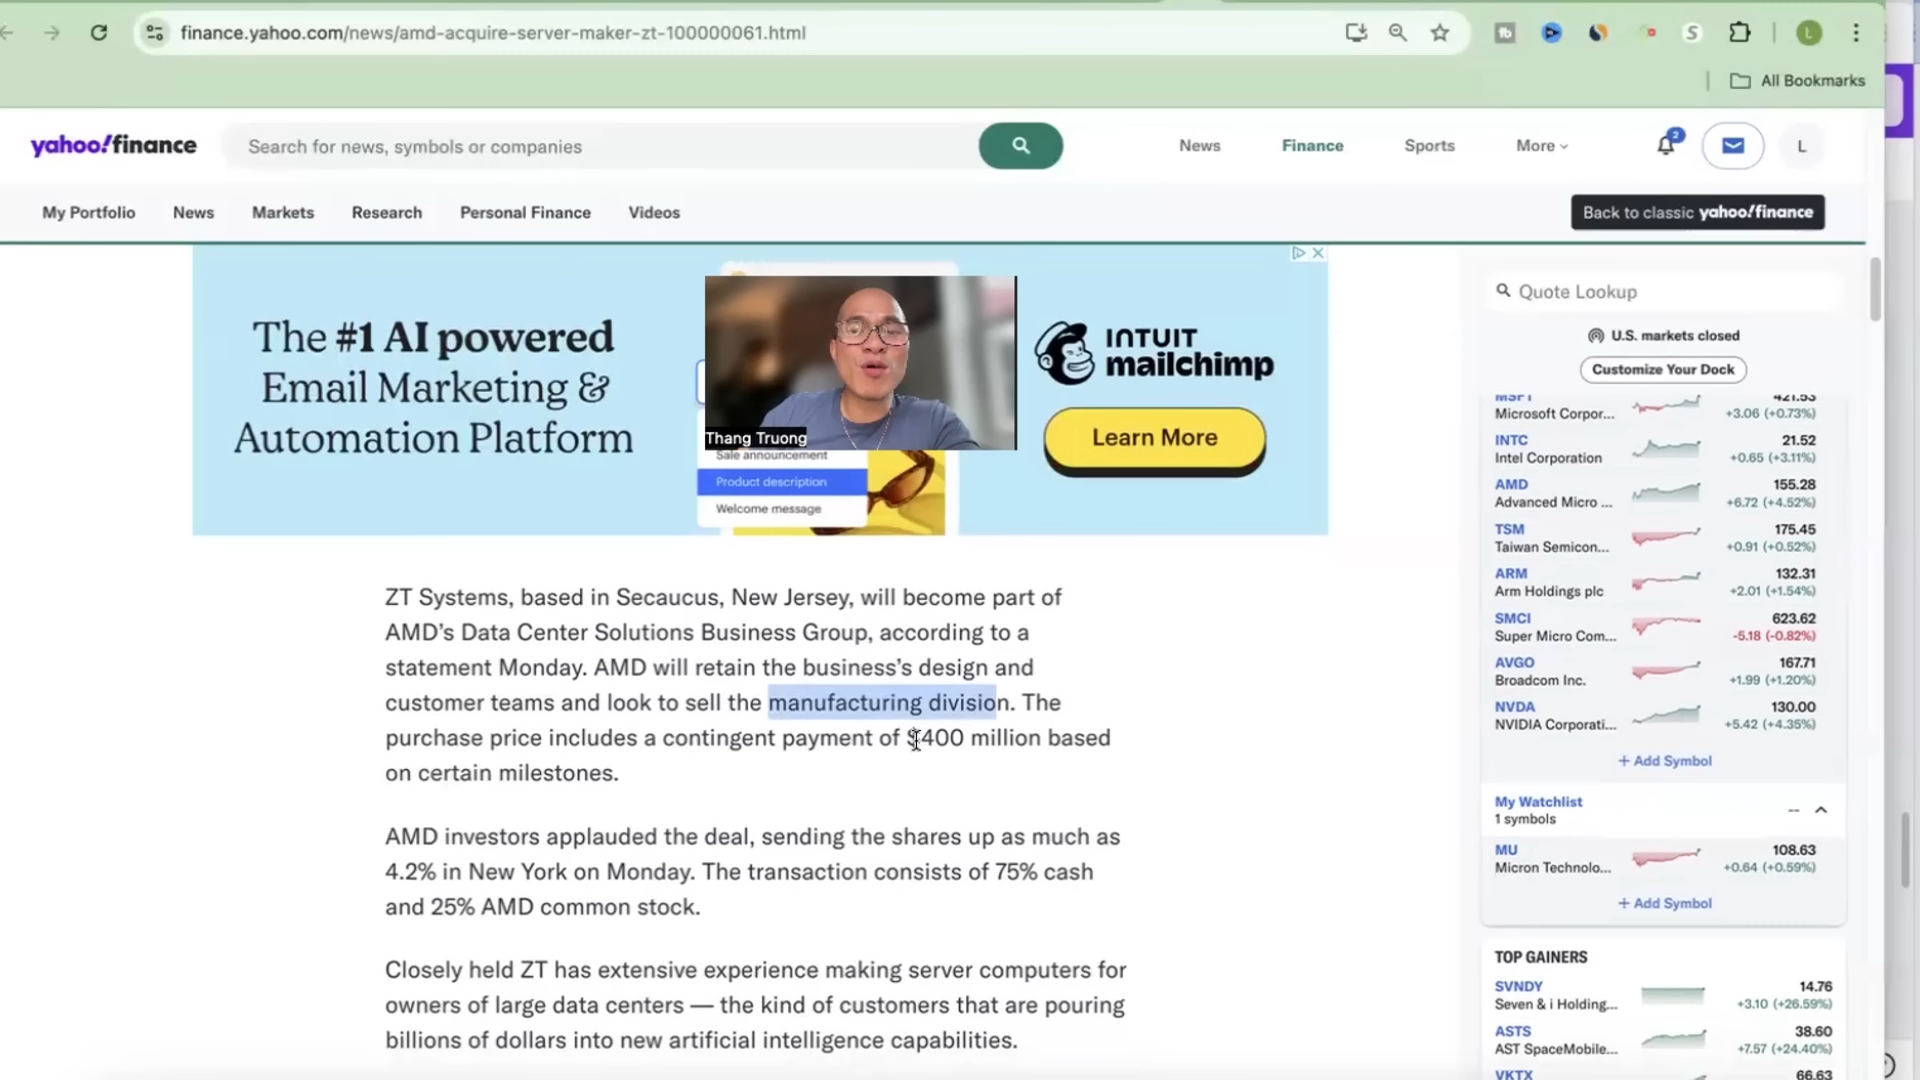 finance.yahoo.com/news/amd-acquire-server-maker-zt-100000061.html
tb
S
L
All Bookmarks
yahoo!finance
Search for news, symbols or companies
News
Finance
Sports
More
2
L
My Portfolio
News
Markets
Research
Personal Finance
Videos
Back to classic yahoo!finance
The #1 AI powered
Email Marketing &
Automation Platform
Thang Truong
Sale announcement
Product description
Welcome message
INTUIT
mailchimp
Learn More
ZT Systems, based in Secaucus, New Jersey, will become part of
AMD’s Data Center Solutions Business Group, according to a
statement Monday. AMD will retain the business’s design and
customer teams and look to sell the manufacturing division. The
purchase price includes a contingent payment of $400 million based
on certain milestones.
AMD investors applauded the deal, sending the shares up as much as
4.2% in New York on Monday. The transaction consists of 75% cash
and 25% AMD common stock.
Closely held ZT has extensive experience making server computers for
owners of large data centers — the kind of customers that are pouring
billions of dollars into new artificial intelligence capabilities.
Quote Lookup
U.S. markets closed
Customize Your Dock
MSFT 421.53
Microsoft Corpor... +3.06 (+0.73%)
INTC 21.52
Intel Corporation +0.65 (+3.11%)
AMD 155.28
Advanced Micro ... +6.72 (+4.52%)
TSM 175.45
Taiwan Semicon... +0.91 (+0.52%)
ARM 132.31
Arm Holdings plc +2.01 (+1.54%)
SMCI 623.62
Super Micro Com... -5.18 (-0.82%)
AVGO 167.71
Broadcom Inc. +1.99 (+1.20%)
NVDA 130.00
NVIDIA Corporati... +5.42 (+4.35%)
+ Add Symbol
My Watchlist --
1 symbols
MU 108.63
Micron Technolo... +0.64 (+0.59%)
+ Add Symbol
TOP GAINERS
SVNDY 14.76
Seven & i Holding... +3.10 (+26.59%)
ASTS 38.60
AST SpaceMobile... +7.57 (+24.40%)
VKTX 66.63